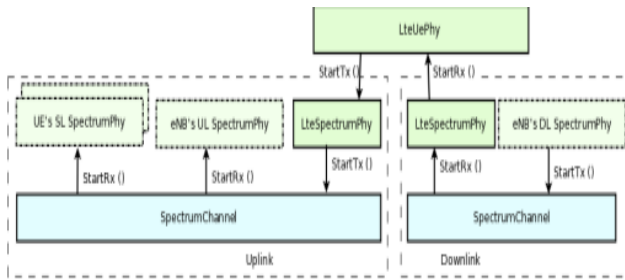 LteUePhy
StartTx ()
StartRx ()
UE's SL SpectrumPhy
eNB's UL SpectrumPhy
LteSpectrumPhy
LteSpectrumPhy
eNB's DL SpectrumPhy
StartRx ()
StartRx ()
StartTx ()
StartRx ()
StartTx ()
SpectrumChannel
SpectrumChannel
Uplink
Downlink